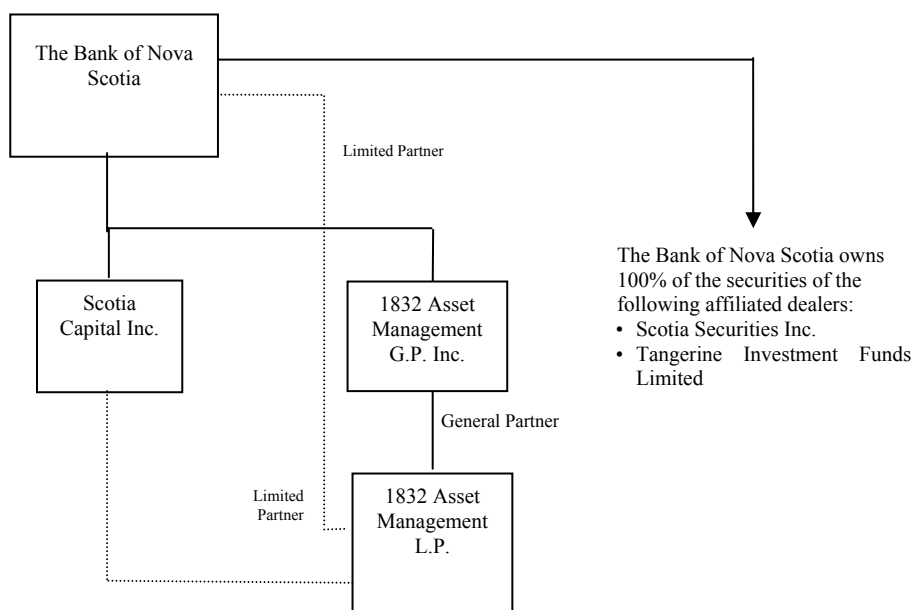 The Bank of Nova
Scotia
Limited Partner
The Bank of Nova Scotia owns
100% of the securities of the
following affiliated dealers:
• Scotia Securities Inc.
• Tangerine Investment Funds
Limited
Scotia
Capital Inc.
1832 Asset
Management
G.P. Inc.
General Partner
Limited
Partner
1832 Asset
Management
L.P.